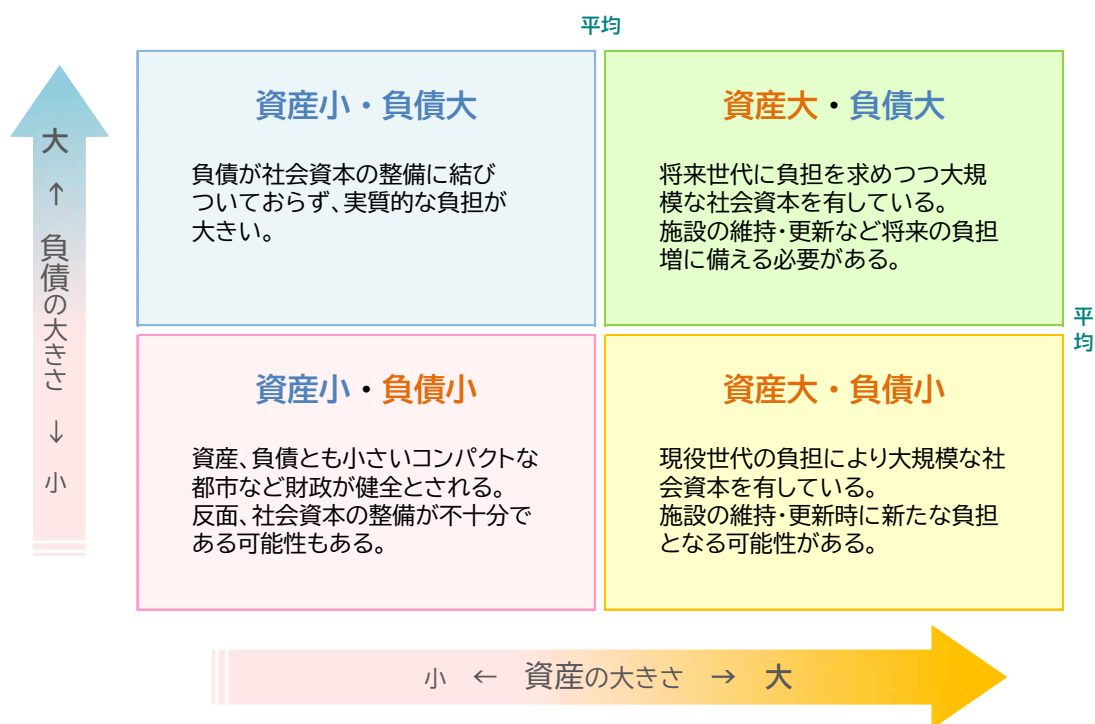 平均
資産小・負債大
負債が社会資本の整備に結び
ついておらず、実質的な負担が
大きい。
資産大・負債大
将来世代に負担を求めつつ大規
模な社会資本を有している。
施設の維持・更新など将来の負担
増に備える必要がある。
平均
大 ↑ 負債の大きさ ↓ 小
資産小・負債小
資産、負債とも小さいコンパクトな
都市など財政が健全とされる。
反面、社会資本の整備が不十分で
ある可能性もある。
資産大・負債小
現役世代の負担により大規模な社
会資本を有している。
施設の維持・更新時に新たな負担
となる可能性がある。
小 ← 資産の大きさ → 大